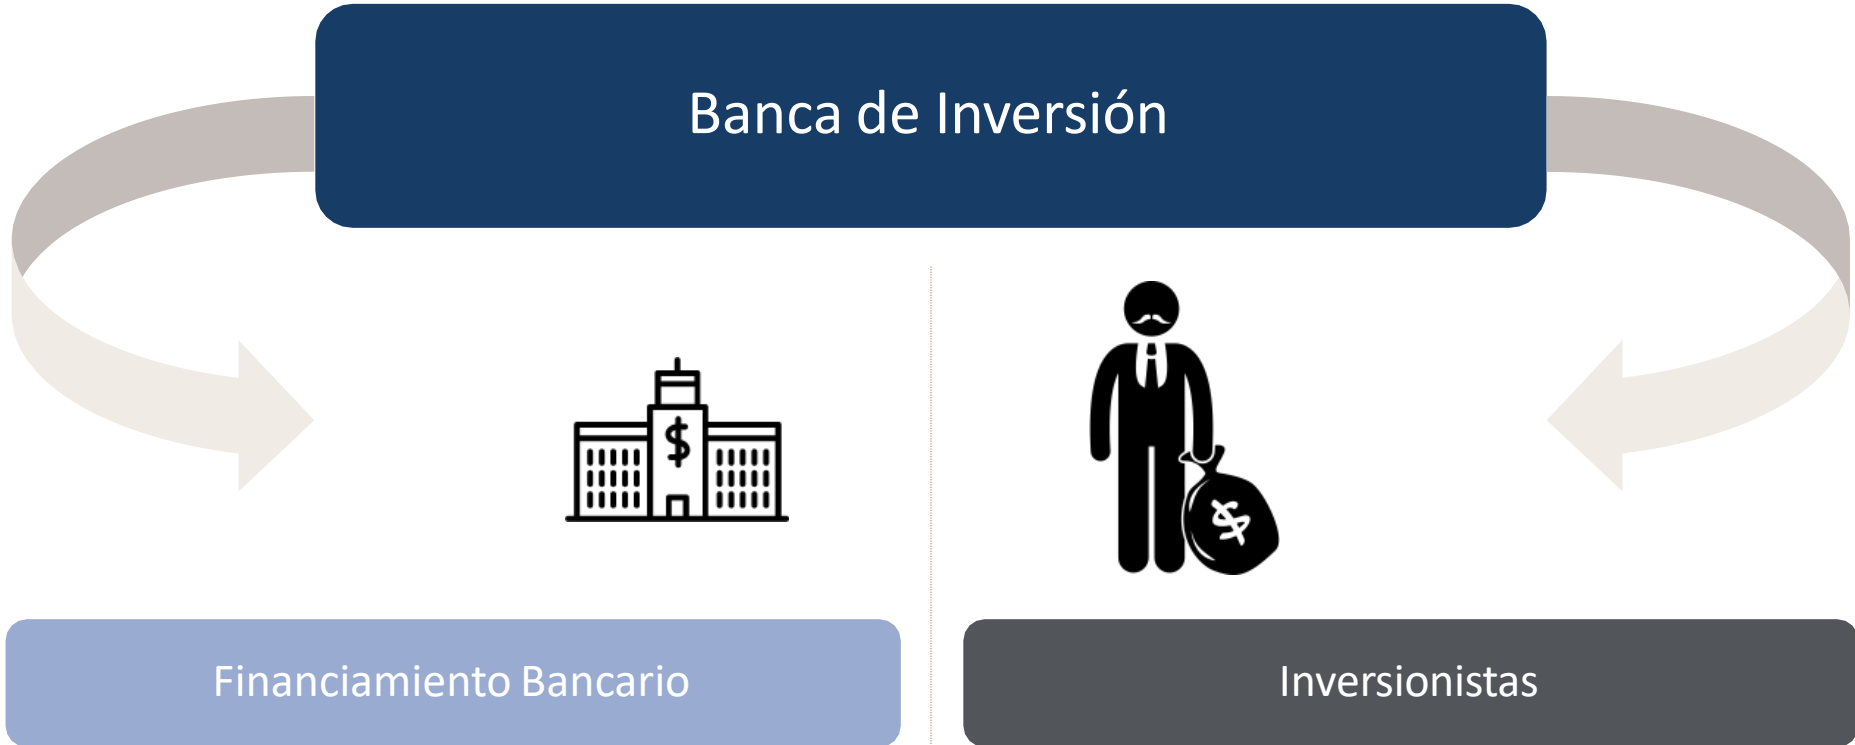 Banca de Inversión
$
$
Financiamiento Bancario
Inversionistas